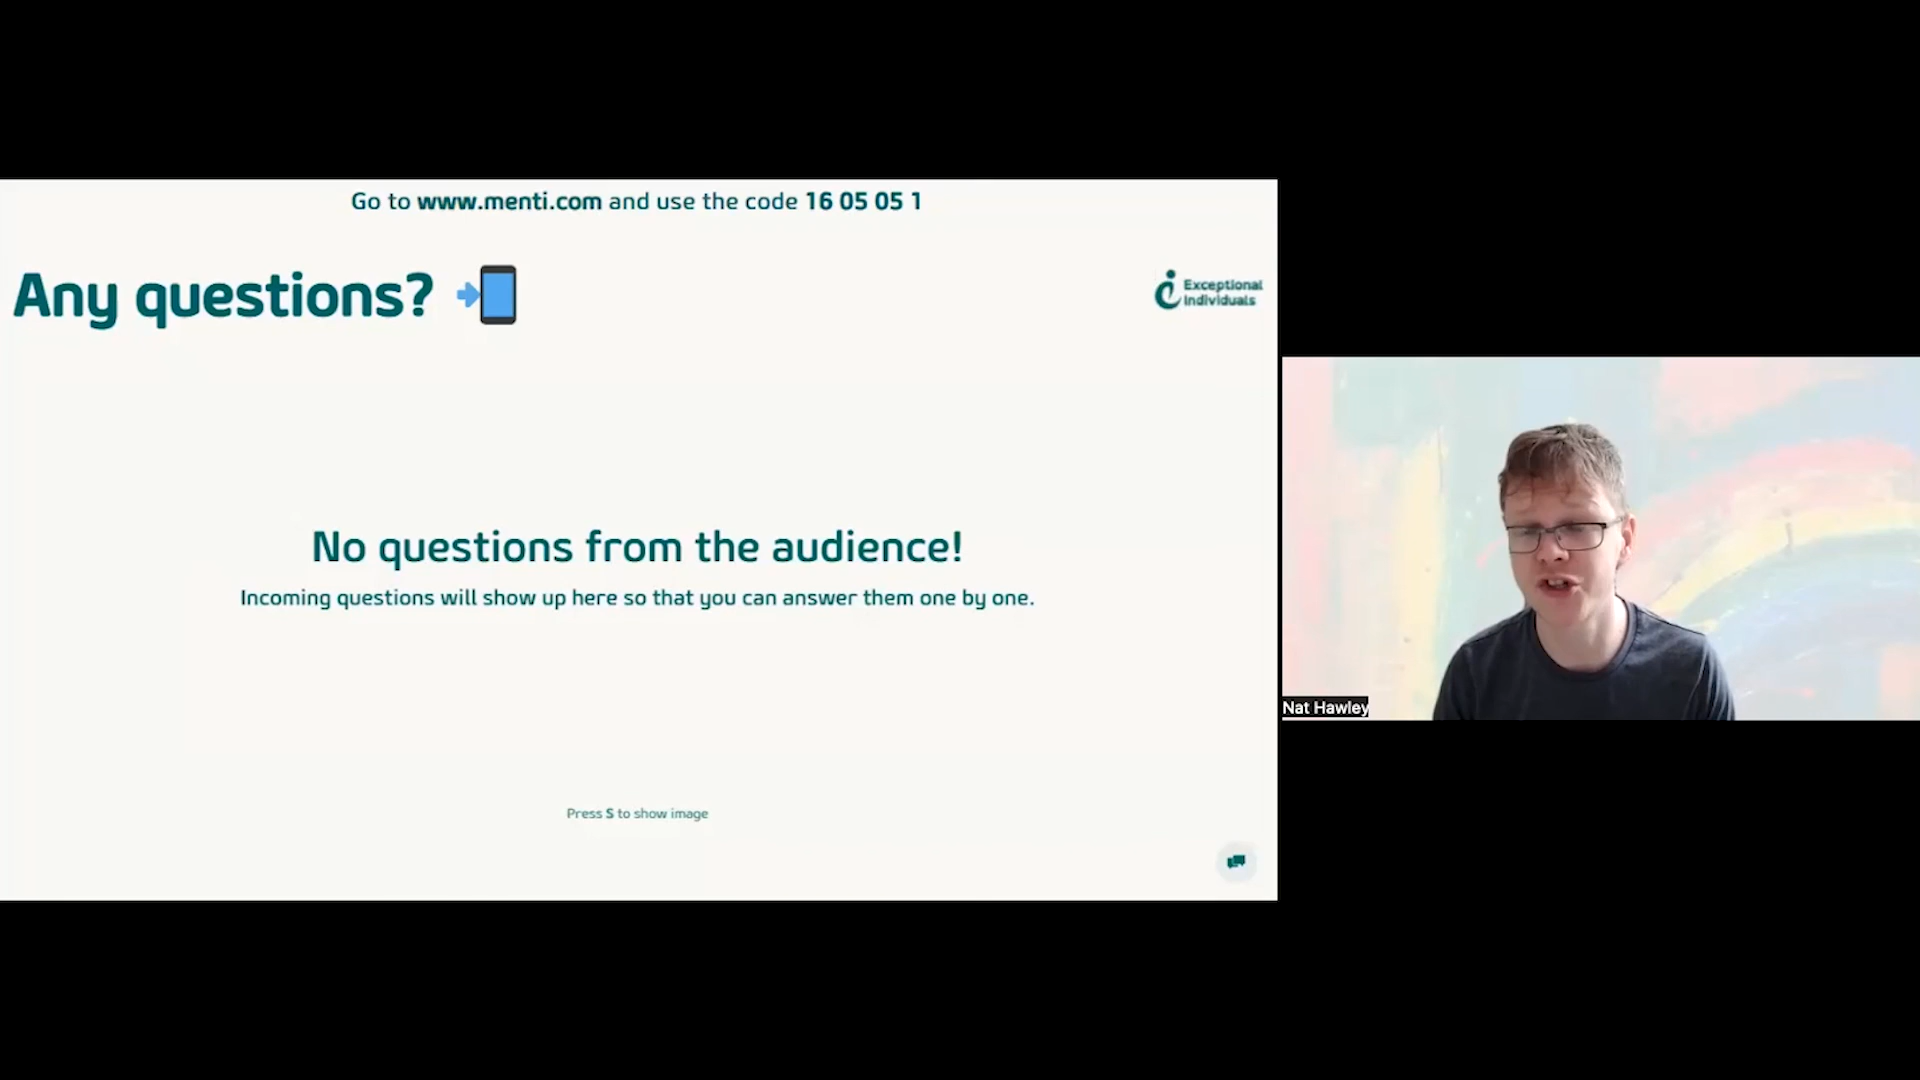 Go to www.menti.com and use the code 16 05 05 1
Any questions?
Exceptional
Individuals
No questions from the audience!
Incoming questions will show up here so that you can answer them one by one.
Nat Hawley
Press S to show image